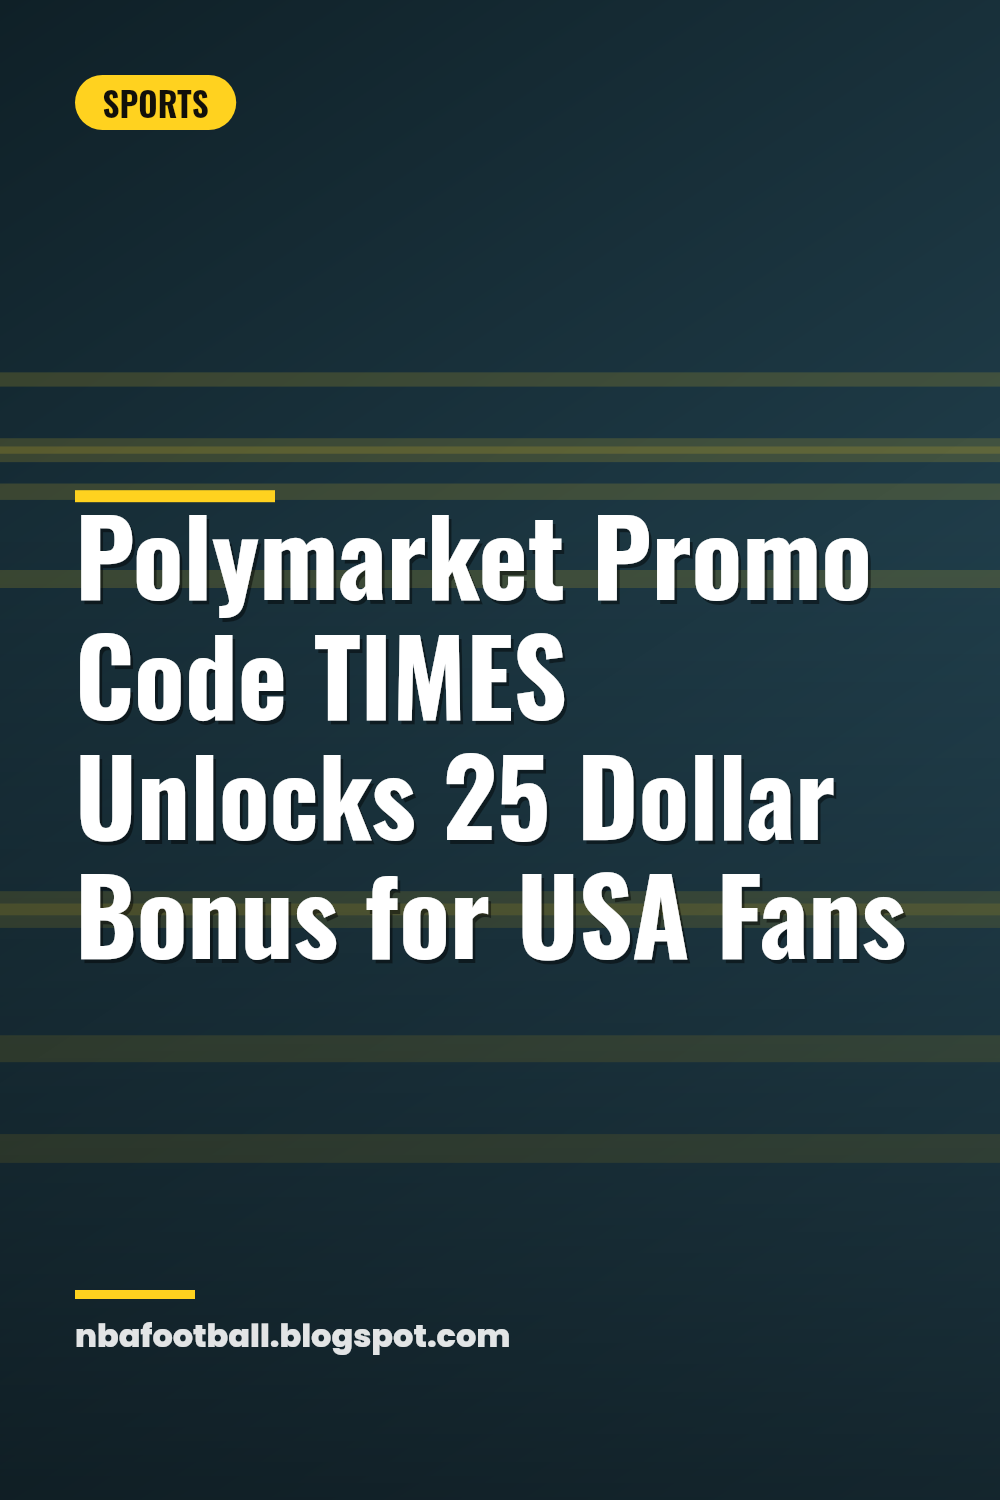 SPORTS
Polymarket Promo
Code TIMES
Unlocks 25 Dollar
Bonus for USA Fans
nbafootball.blogspot.com